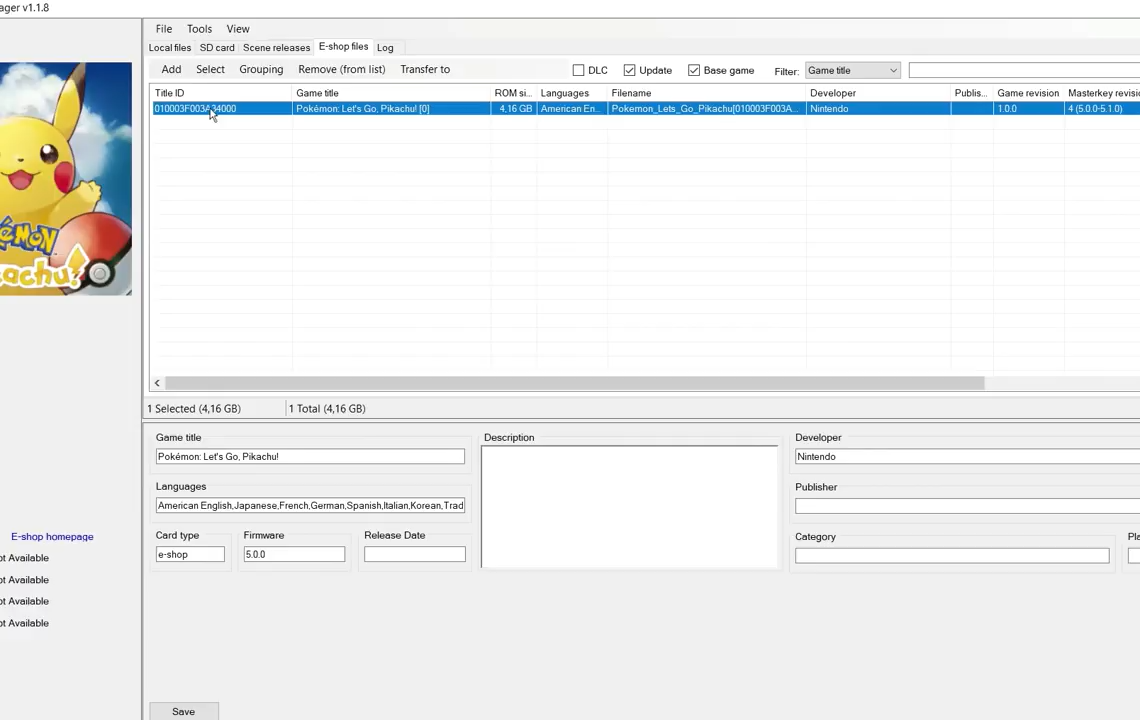 ager v1.1.8
File Tools View
Local files SD card Scene releases E-shop files Log
Add Select Grouping Remove (from list) Transfer to DLC Update Base game Filter: Game title
Title ID Game title ROM si... Languages Filename Developer Publis... Game revision Masterkey revisi
010003F003A34000 Pokémon: Let's Go, Pikachu! [0] 4,16 GB American En... Pokemon_Lets_Go_Pikachu[010003F003A... Nintendo 1.0.0 4 (5.0.0-5.1.0)
émon
achu!
1 Selected (4,16 GB) 1 Total (4,16 GB)
Game title Description Developer
Pokémon: Let's Go, Pikachu! Nintendo
Languages Publisher
American English,Japanese,French,German,Spanish,Italian,Korean,Trad
Card type Firmware Release Date Category Pla
E-shop homepage
e-shop 5.0.0
ot Available
ot Available
ot Available
ot Available
Save